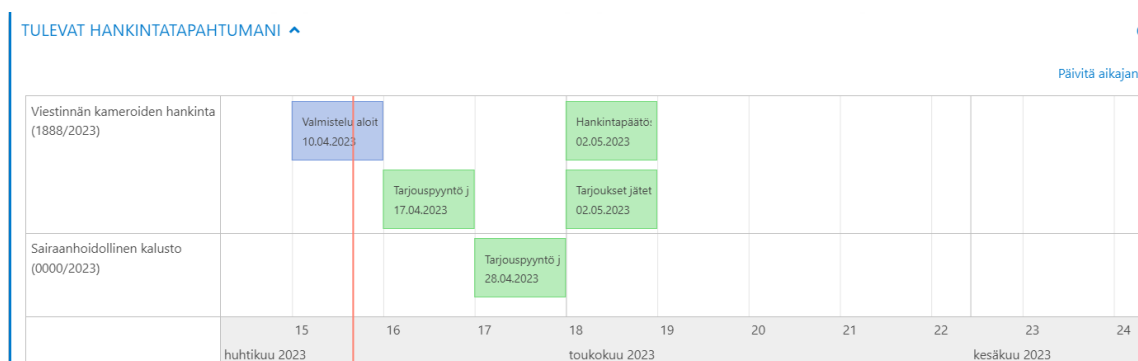 TULEVAT HANKINTATAPAHTUMANI
Päivitä aikajan
Viestinnän kameroiden hankinta
(1888/2023)
Valmistelu aloit
10.04.2023
Hankintapäätö
02.05.2023
Tarjouspyyntö j
17.04.2023
Tarjoukset jätet
02.05.2023
Sairaanhoidollinen kalusto
(0000/2023)
Tarjouspyyntö j
28.04.2023
15 16 17 18 19 20 21 22 23 24
huhtikuu 2023 toukokuu 2023 kesäkuu 2023